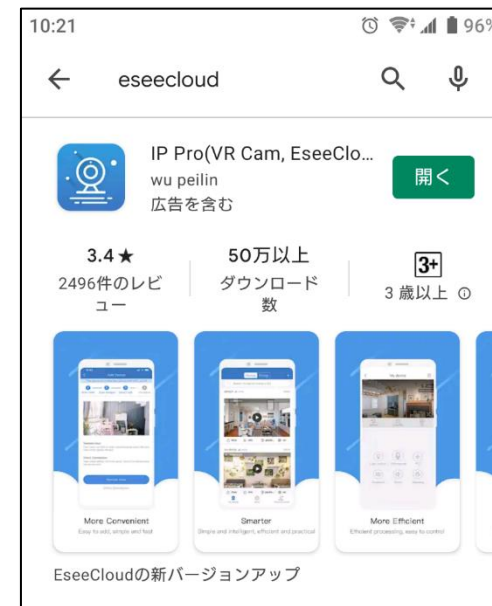 10:21
96%
eseecloud
IP Pro(VR Cam, EseeClo...
wu peilin
広告を含む
開く
3.4★
2496件のレビ
ュー
50万以上
ダウンロード
数
3+
3 歳以上
More Convenient
Easy to add, simple and fast
Smarter
Simple and intelligent, efficient and practical
More Efficient
Efficient processing, easy to control
EseeCloudの新バージョンアップ